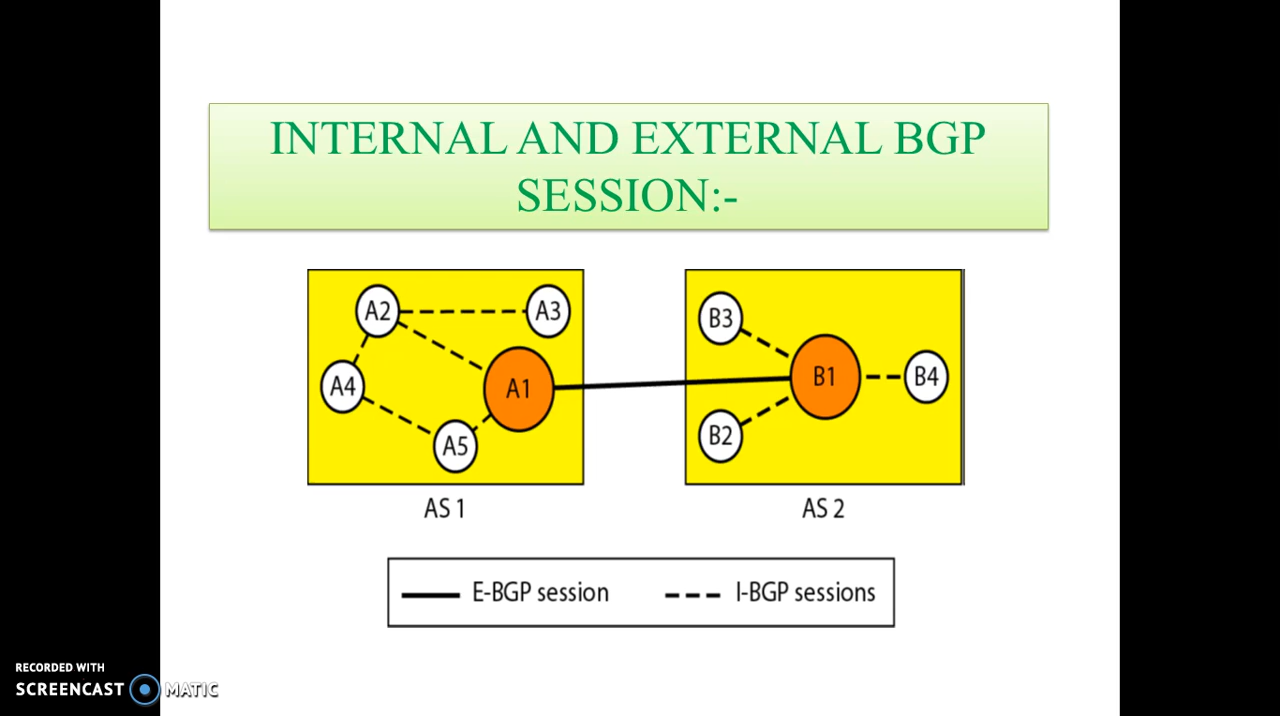 INTERNAL AND EXTERNAL BGP
SESSION:-
A2
A3
A4
A1
A5
B3
B1
B4
B2
AS 1
AS 2
E-BGP session
I-BGP sessions
RECORDED WITH
SCREENCAST MATIC